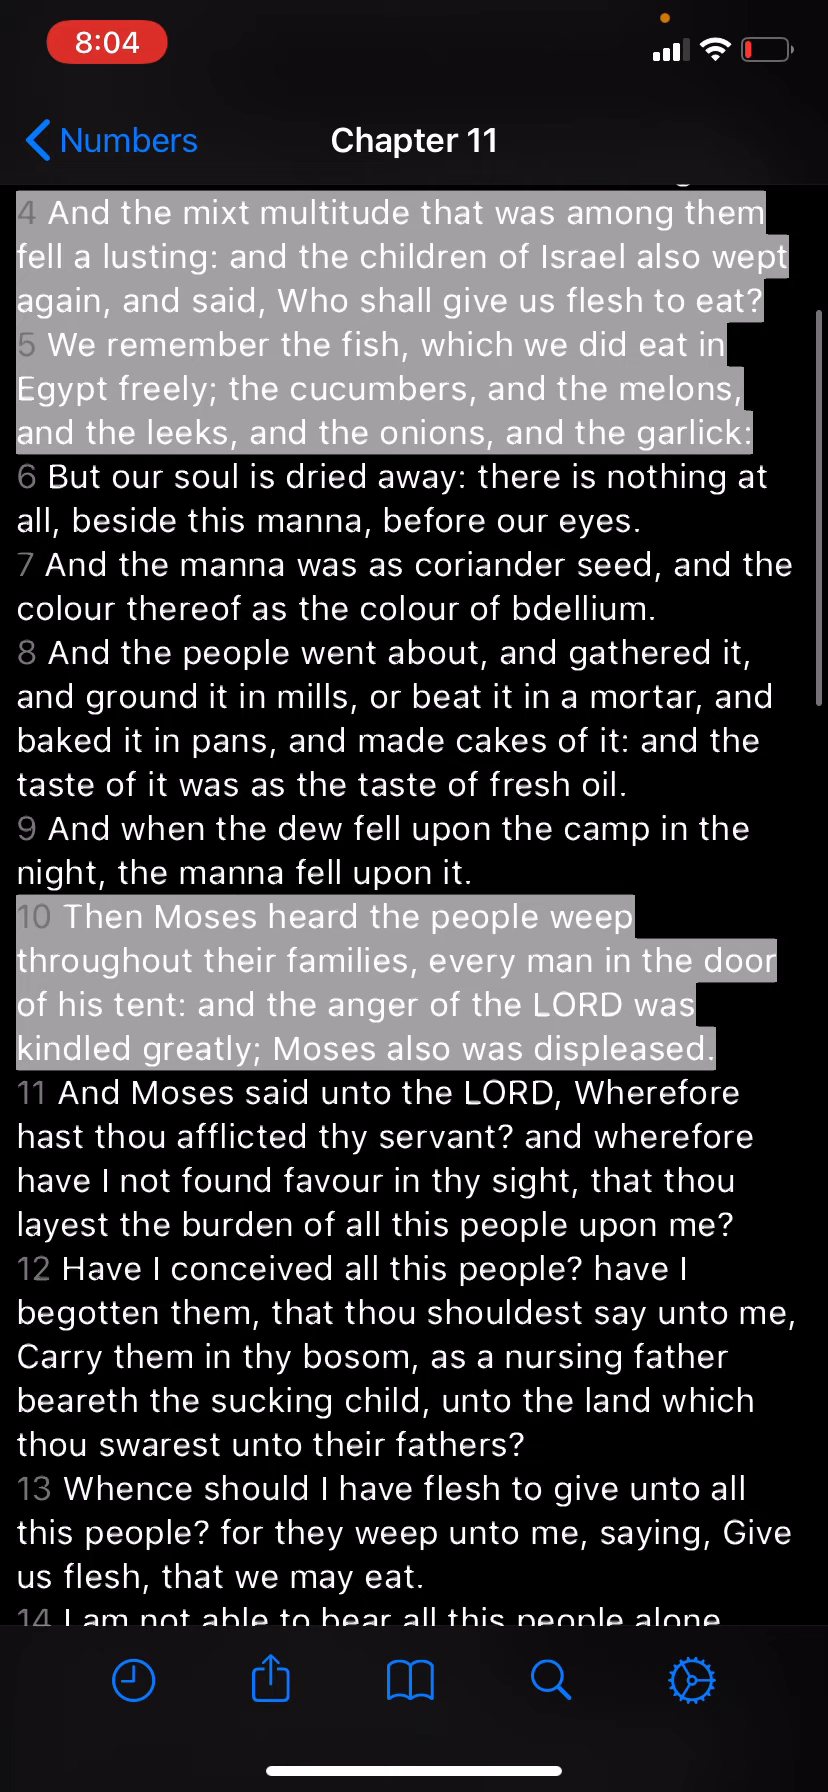 8:04
Numbers
Chapter 11
4 And the mixt multitude that was among them
fell a lusting: and the children of Israel also wept
again, and said, Who shall give us flesh to eat?
5 We remember the fish, which we did eat in
Egypt freely; the cucumbers, and the melons,
and the leeks, and the onions, and the garlick:
6 But our soul is dried away: there is nothing at
all, beside this manna, before our eyes.
7 And the manna was as coriander seed, and the
colour thereof as the colour of bdellium.
8 And the people went about, and gathered it,
and ground it in mills, or beat it in a mortar, and
baked it in pans, and made cakes of it: and the
taste of it was as the taste of fresh oil.
9 And when the dew fell upon the camp in the
night, the manna fell upon it.
10 Then Moses heard the people weep
throughout their families, every man in the door
of his tent: and the anger of the LORD was
kindled greatly; Moses also was displeased.
11 And Moses said unto the LORD, Wherefore
hast thou afflicted thy servant? and wherefore
have I not found favour in thy sight, that thou
layest the burden of all this people upon me?
12 Have I conceived all this people? have I
begotten them, that thou shouldest say unto me,
Carry them in thy bosom, as a nursing father
beareth the sucking child, unto the land which
thou swarest unto their fathers?
13 Whence should I have flesh to give unto all
this people? for they weep unto me, saying, Give
us flesh, that we may eat.
14 I am not able to bear all this people alone